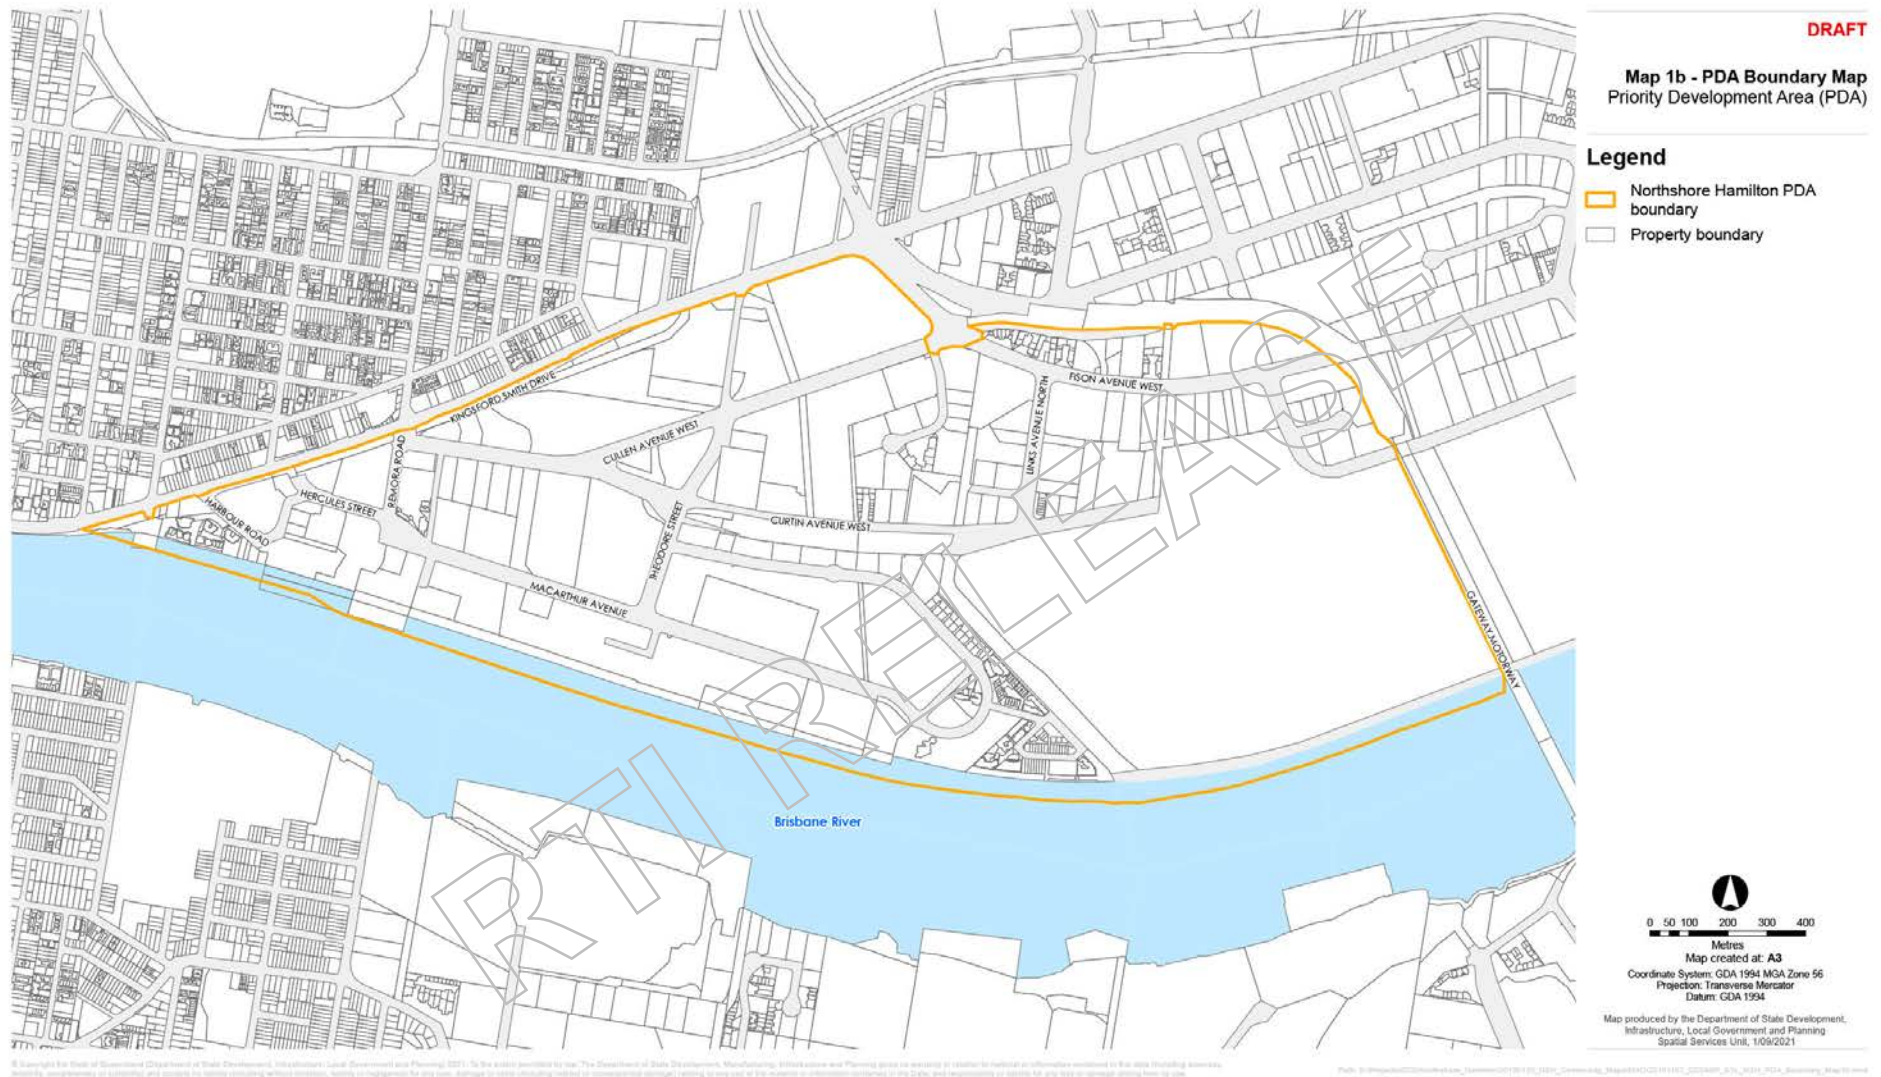 DRAFT
Map 1b - PDA Boundary Map
Priority Development Area (PDA)
Legend
Northshore Hamilton PDA
boundary
Property boundary
KINGSFORD SMITH DRIVE
FISON AVENUE WEST
LINKS AVENUE NORTH
CULLEN AVENUE WEST
REMORA ROAD
HERCULES STREET
HARBOUR ROAD
CURTIN AVENUE WEST
THEODORE STREET
MACARTHUR AVENUE
GATEWAY MOTORWAY
Brisbane River
RTI RELEASE
0 50 100 200 300 400
Metres
Map created at: A3
Coordinate System: GDA 1994 MGA Zone 56
Projection: Transverse Mercator
Datum: GDA 1994
Map produced by the Department of State Development,
Infrastructure, Local Government and Planning
Spatial Services Unit, 1/09/2021